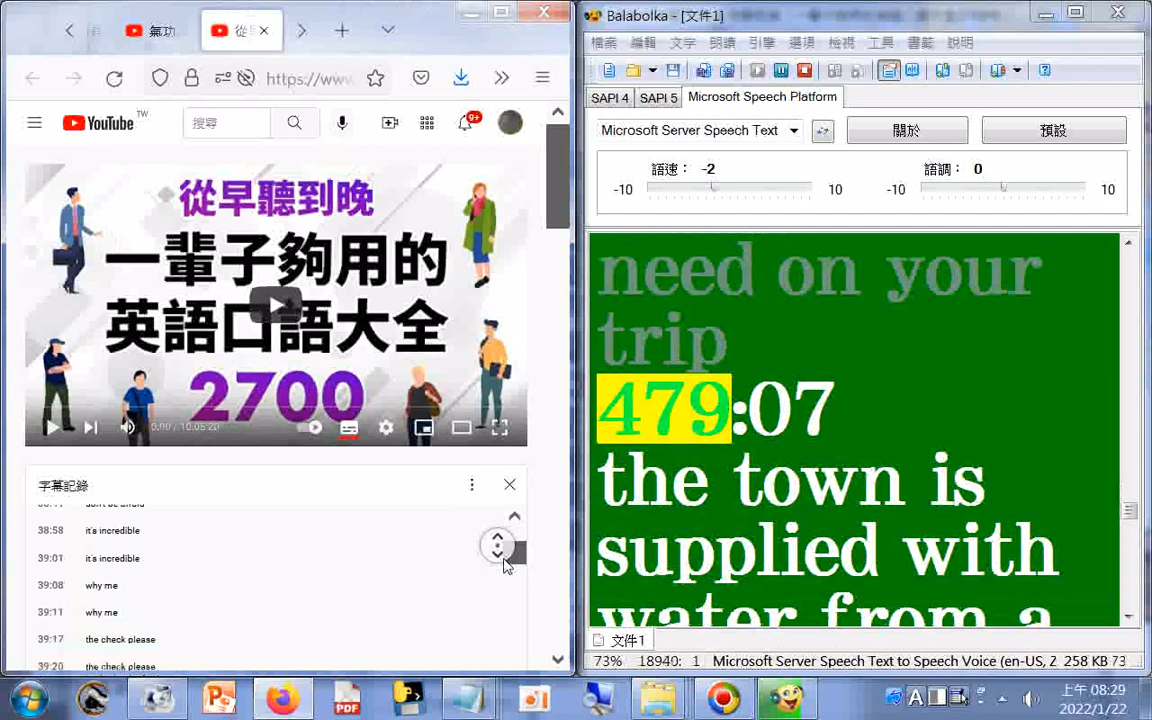 氣功
從
https://www.
YouTube TW
搜尋
9+
從早聽到晚
一輩子夠用的
英語口語大全
2700
0:00 / 10:05:20
字幕記錄
38:58 it's incredible
39:01 it's incredible
39:08 why me
39:11 why me
39:17 the check please
39:20 the check please
Balabolka - [文件1]
檔案 編輯 文字 朗讀 引擎 選項 檢視 工具 書籤 說明
SAPI 4 SAPI 5 Microsoft Speech Platform
Microsoft Server Speech Text 關於 預設
語速: -2 語調: 0
-10 10 -10 10
need on your
trip
479:07
the town is
supplied with
water from a
文件1
73% 18940: 1 Microsoft Server Speech Text to Speech Voice (en-US, 2 258 KB 73
PDF
A
上午 08:29
2022/1/22